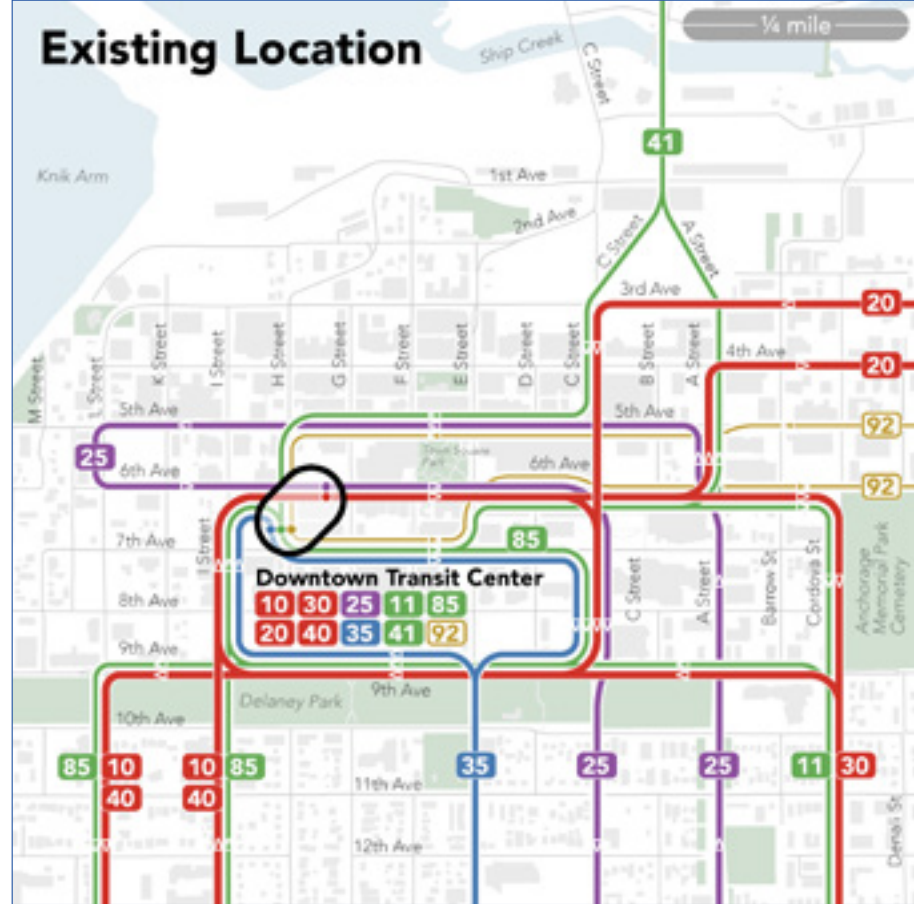 Existing Location
¼ mile
Ship Creek
C Street
Knik Arm
41
1st Ave
2nd Ave
C Street
A Street
3rd Ave
20
M Street
L Street
K Street
I Street
H Street
G Street
F Street
E Street
D Street
C Street
B Street
A Street
4th Ave
20
5th Ave
5th Ave
92
25
Town Square
Park
6th Ave
6th Ave
92
I Street
7th Ave
85
Downtown Transit Center
10 30 25 11 85
20 40 35 41 92
8th Ave
C Street
A Street
Barrow St
Cordova St
Anchorage
Memorial Park
Cemetery
9th Ave
9th Ave
Delaney Park
10th Ave
85 10
40
10 85
40
35
25
25
11 30
11th Ave
12th Ave
Denali St